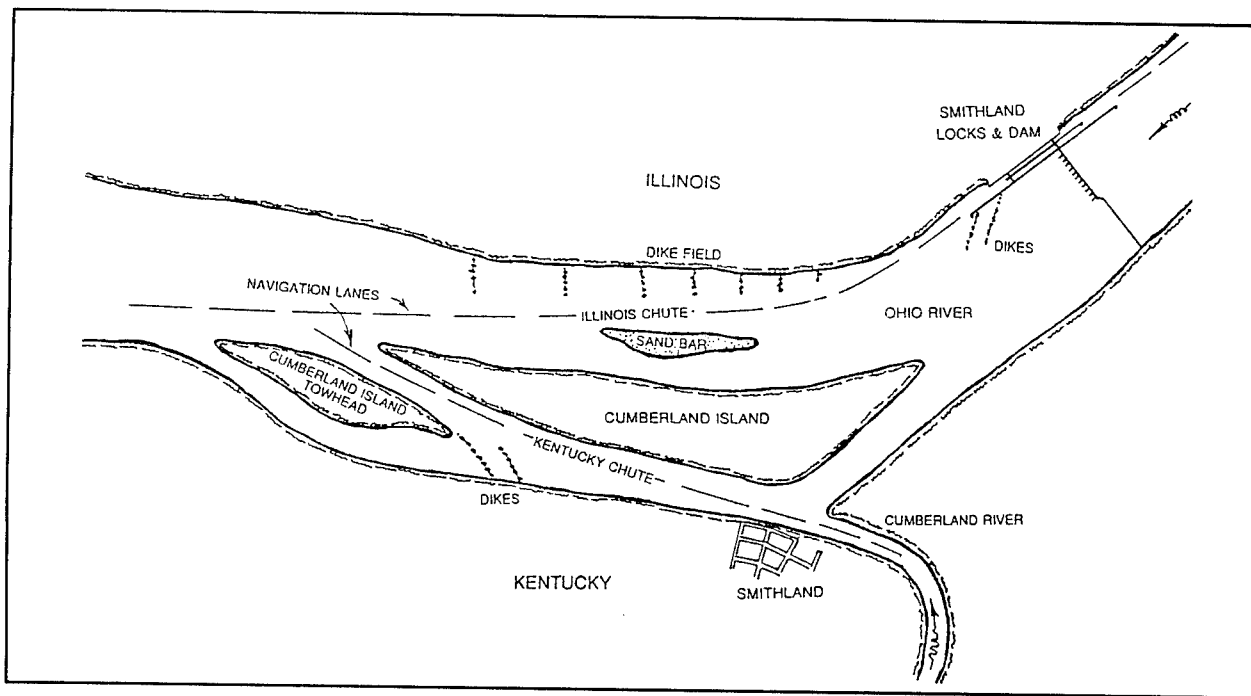 SMITHLAND
LOCKS & DAM
ILLINOIS
DIKE FIELD
DIKES
NAVIGATION LANES
ILLINOIS CHUTE
OHIO RIVER
SAND BAR
CUMBERLAND ISLAND
TOWHEAD
CUMBERLAND ISLAND
KENTUCKY CHUTE
DIKES
CUMBERLAND RIVER
KENTUCKY
SMITHLAND